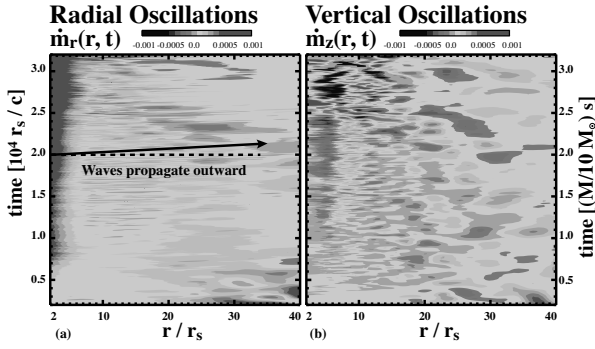 Radial Oscillations
ṁr(r, t)
-0.001 -0.0005 0.0 0.0005 0.001
Vertical Oscillations
ṁz(r, t)
-0.001 -0.0005 0.0 0.0005 0.001
time [10⁴ rs / c]
3.0
2.5
2.0
1.5
1.0
0.5
Waves propagate outward
2 10 20 30 40
(a)
r / rs
3.0
2.5
2.0
1.5
1.0
0.5
time [(M/10 M⊙) s]
2 10 20 30 40
(b)
r / rs